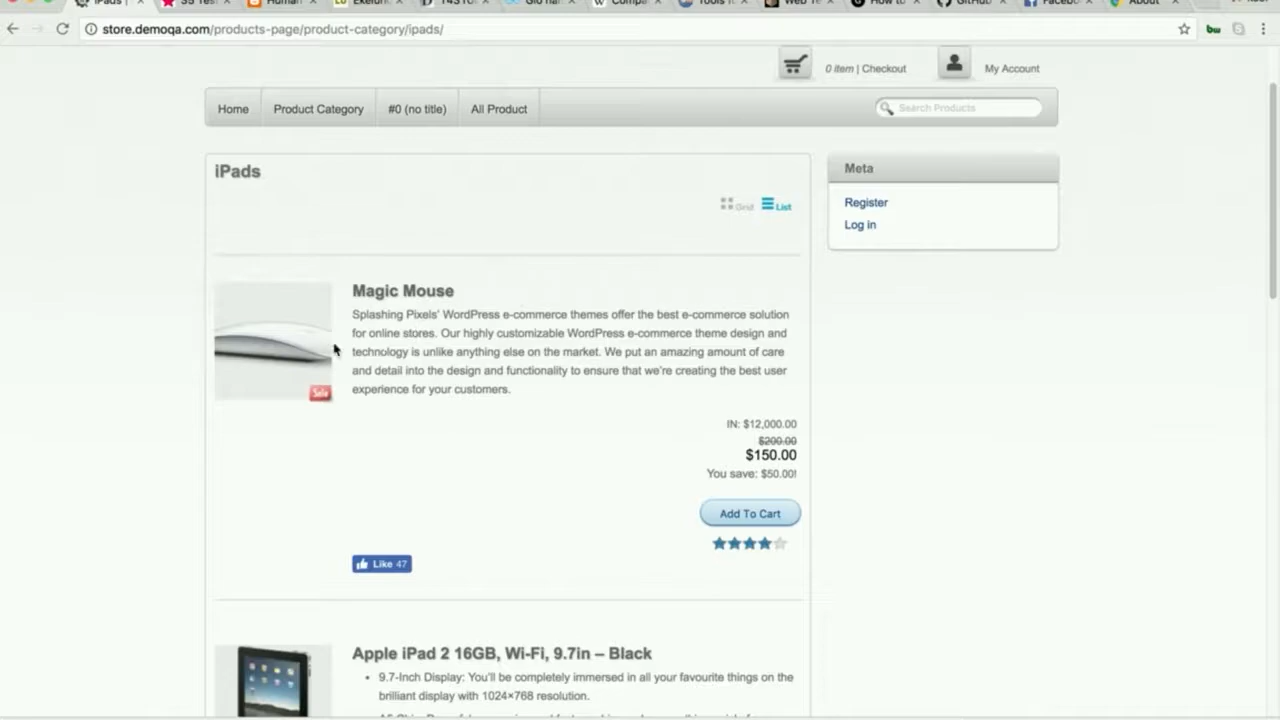 iPads |
S5 Test
Human
store.demoqa.com/products-page/product-category/ipads/
0 item | Checkout
My Account
Home
Product Category
#0 (no title)
All Product
Search Products
iPads
Grid
List
Meta
Register
Log in
Magic Mouse
Splashing Pixels' WordPress e-commerce themes offer the best e-commerce solution
for online stores. Our highly customizable WordPress e-commerce theme design and
technology is unlike anything else on the market. We put an amazing amount of care
and detail into the design and functionality to ensure that we're creating the best user
experience for your customers.
Sale
IN: $12,000.00
$200.00
$150.00
You save: $50.00!
Add To Cart
Like 47
Apple iPad 2 16GB, Wi-Fi, 9.7in – Black
• 9.7-Inch Display: You'll be completely immersed in all your favourite things on the
brilliant display with 1024×768 resolution.